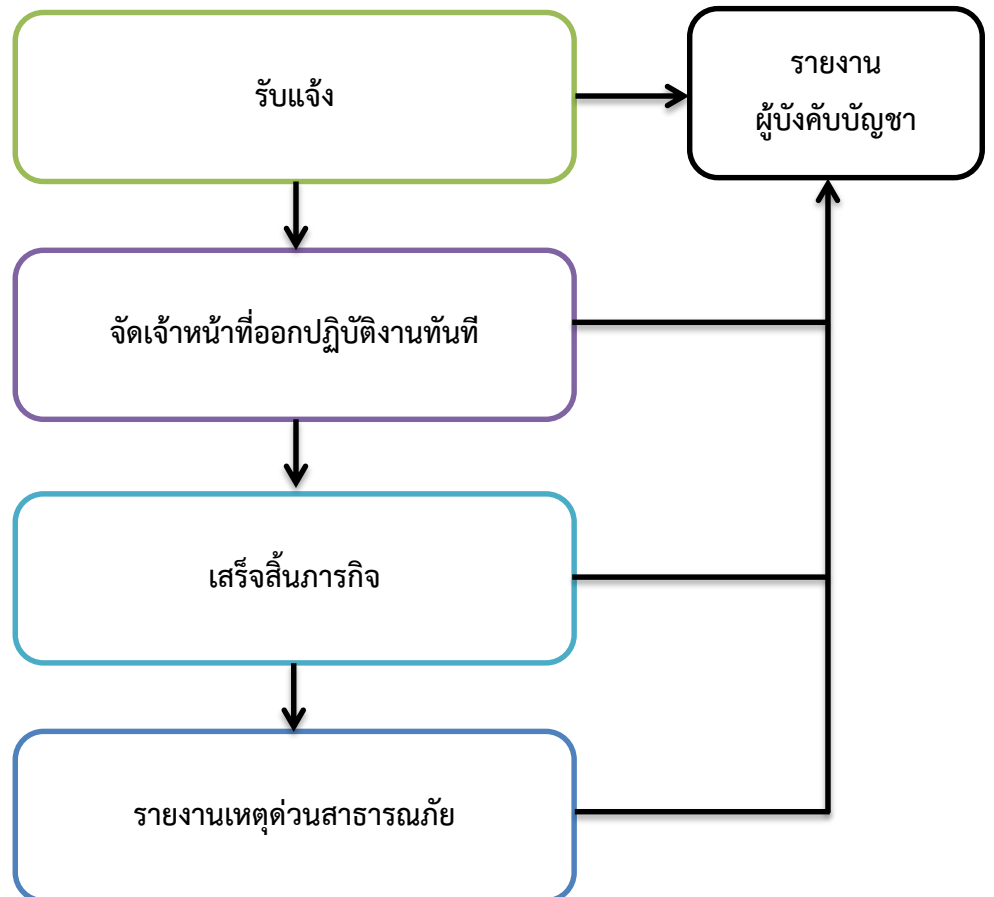 รับแจ้ง
รายงาน
ผู้บังคับบัญชา
จัดเจ้าหน้าที่ออกปฏิบัติงานทันที
เสร็จสิ้นภารกิจ
รายงานเหตุด่วนสาธารณภัย